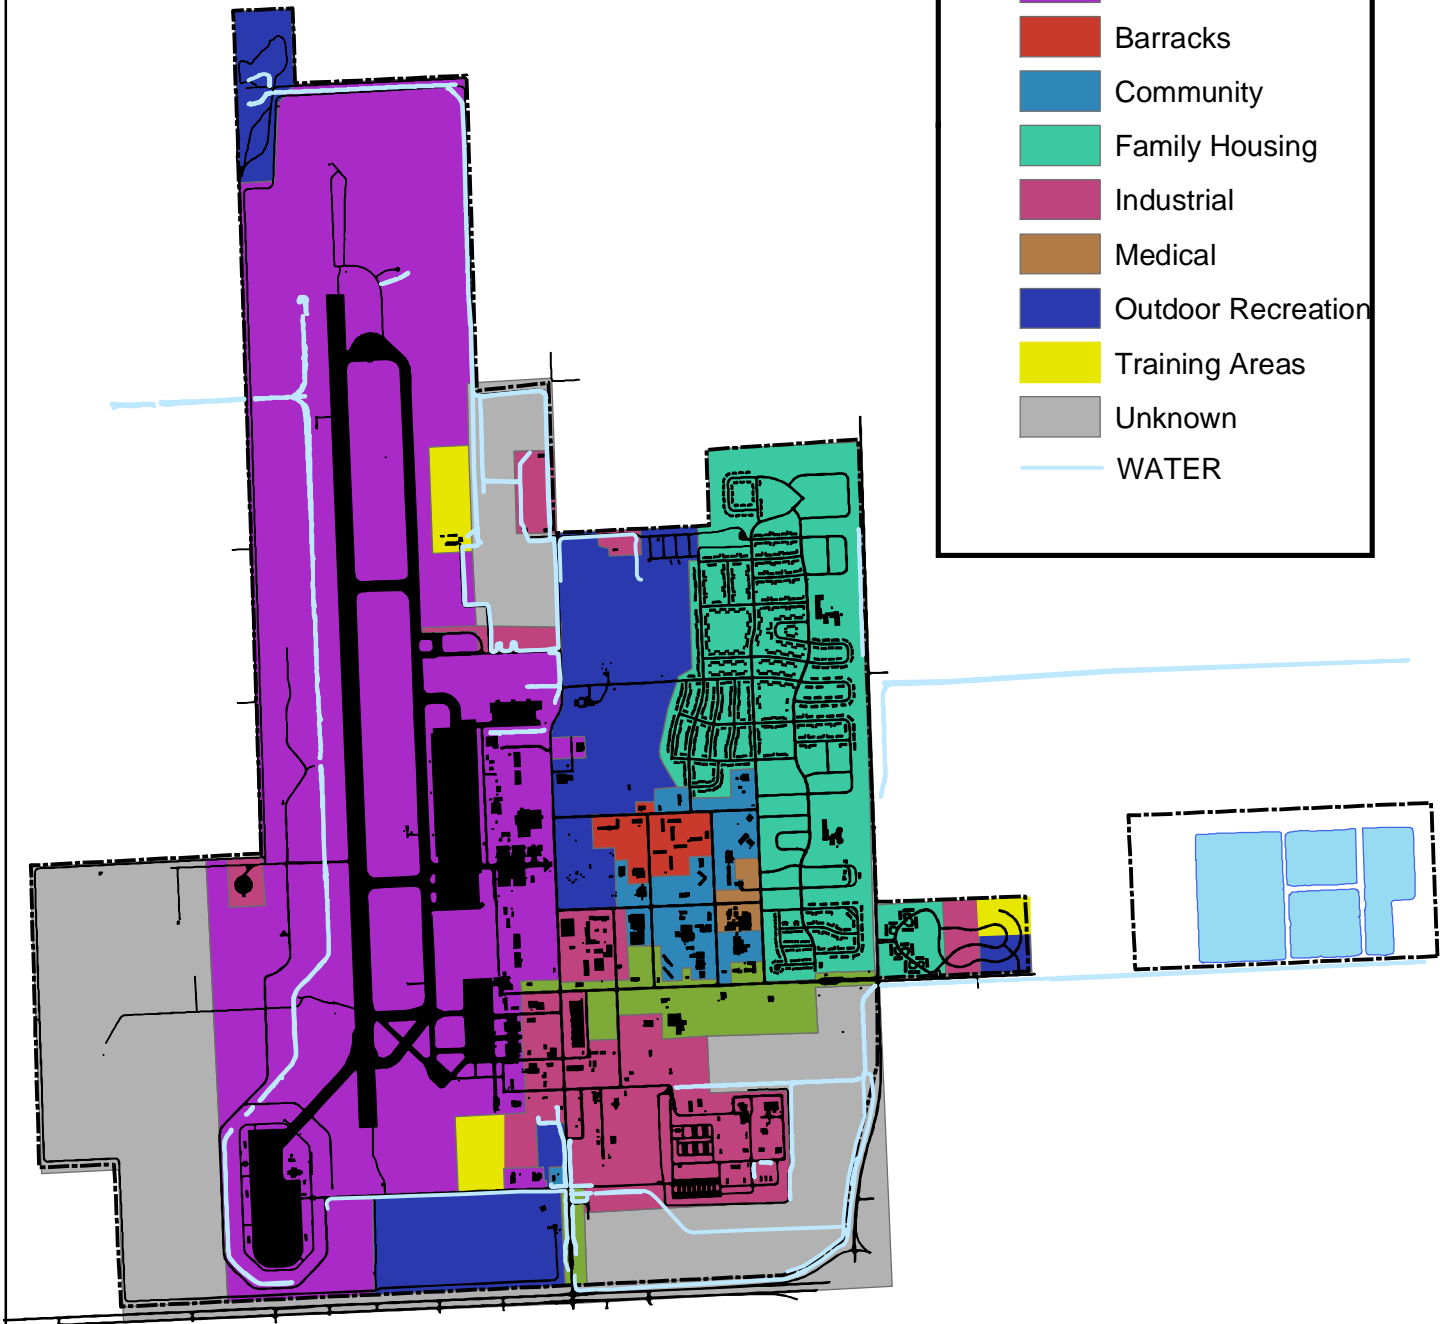 Barracks
Community
Family Housing
Industrial
Medical
Outdoor Recreation
Training Areas
Unknown
WATER